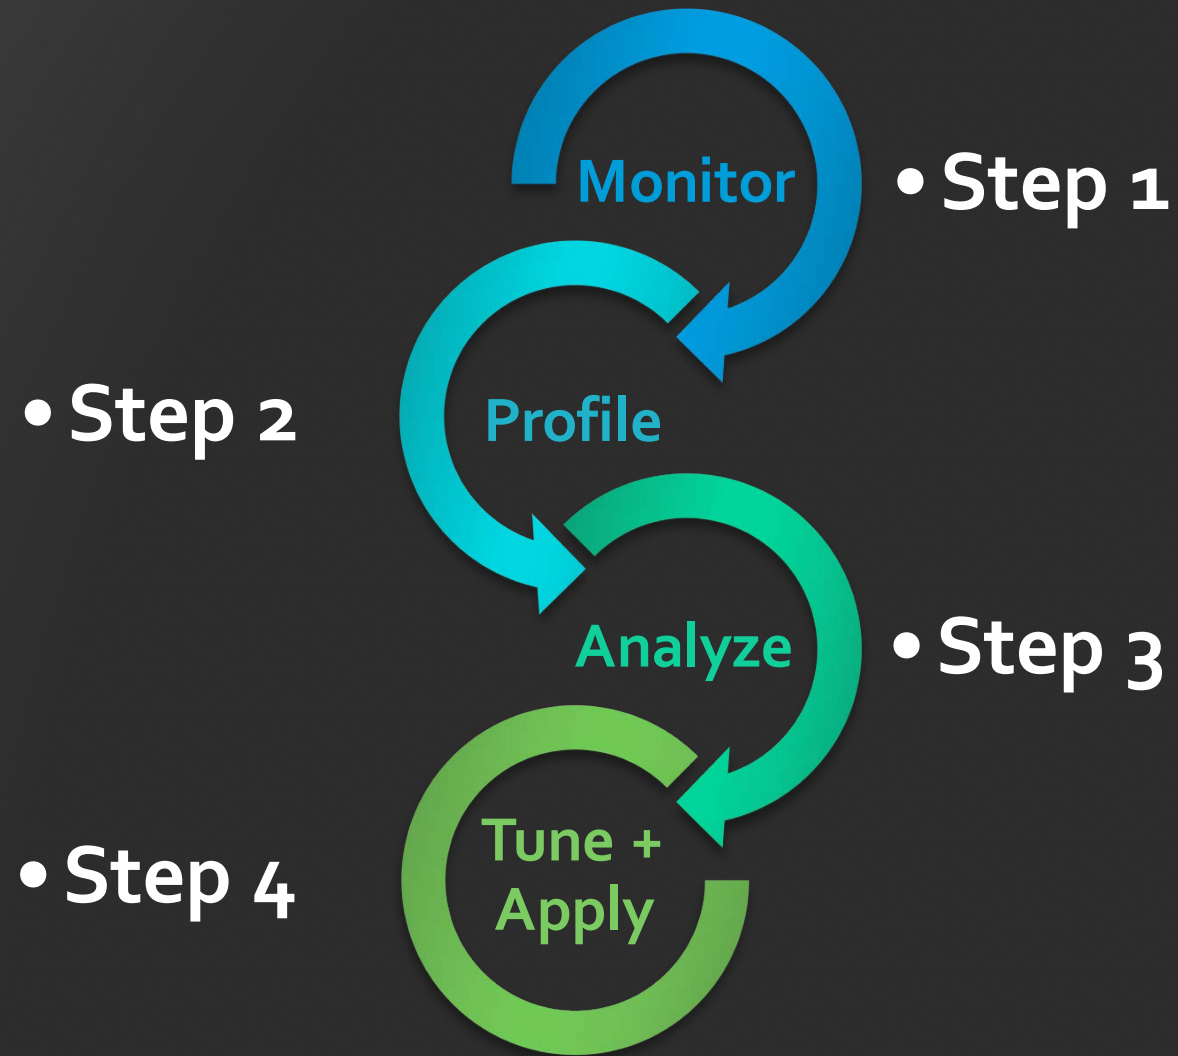 Monitor
• Step 1
• Step 2
Profile
Analyze
• Step 3
• Step 4
Tune +
Apply